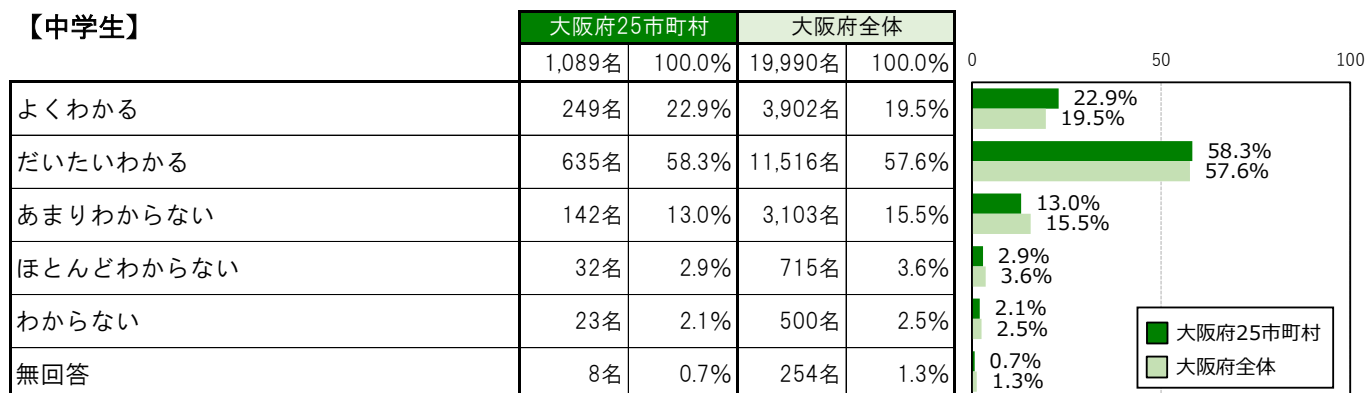 【中学生】
大阪府25市町村 大阪府全体
1,089名 100.0% 19,990名 100.0%
よくわかる 249名 22.9% 3,902名 19.5%
だいたいわかる 635名 58.3% 11,516名 57.6%
あまりわからない 142名 13.0% 3,103名 15.5%
ほとんどわからない 32名 2.9% 715名 3.6%
わからない 23名 2.1% 500名 2.5%
無回答 8名 0.7% 254名 1.3%
0 50 100
22.9%
19.5%
58.3%
57.6%
13.0%
15.5%
2.9%
3.6%
2.1%
2.5%
0.7%
1.3%
大阪府25市町村
大阪府全体